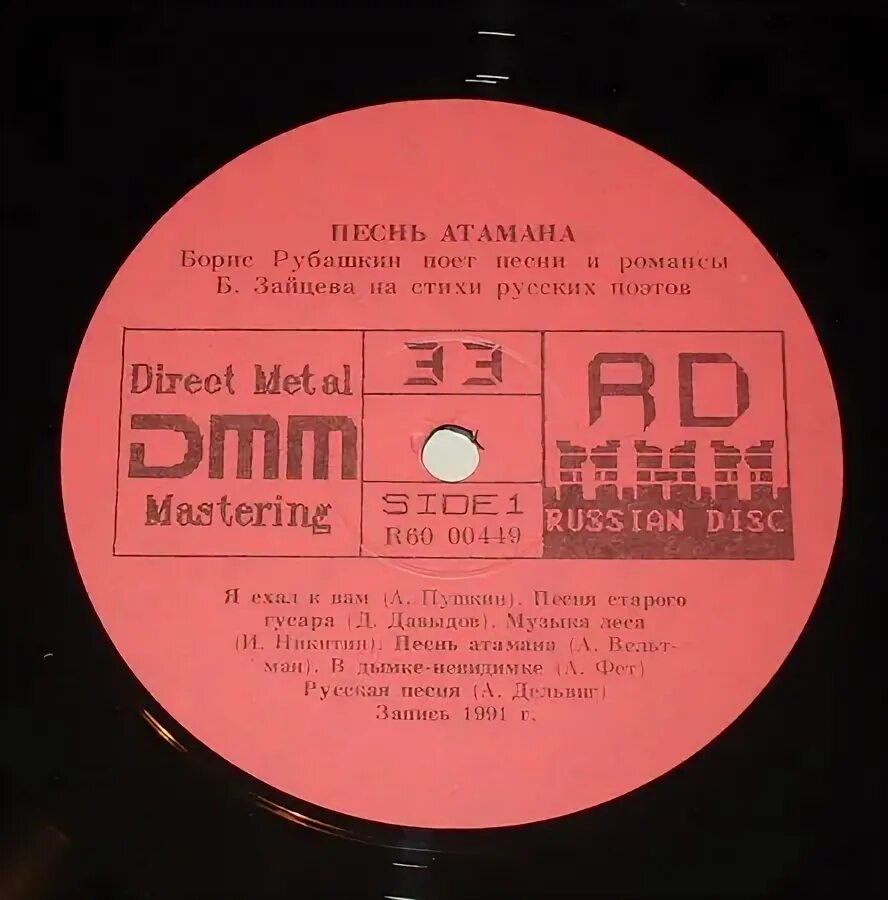 ПЕСНЬ АТАМАНА
Борис Рубашкин поет песни и романсы
Б. Зайцева на стихи русских поэтов
Direct Metal
DMM
Mastering
33
SIDE 1
R60 00449
RD
RUSSIAN DISC
Я ехал к вам (А. Пушкин). Песня старого
гусара (Д. Давыдов). Музыка леса
(И. Никитин). Песнь атамана (А. Вельт-
ман). В дымке-невидимке (А. Фет)
Русская песня (А. Дельвиг)
Запись 1991 г.